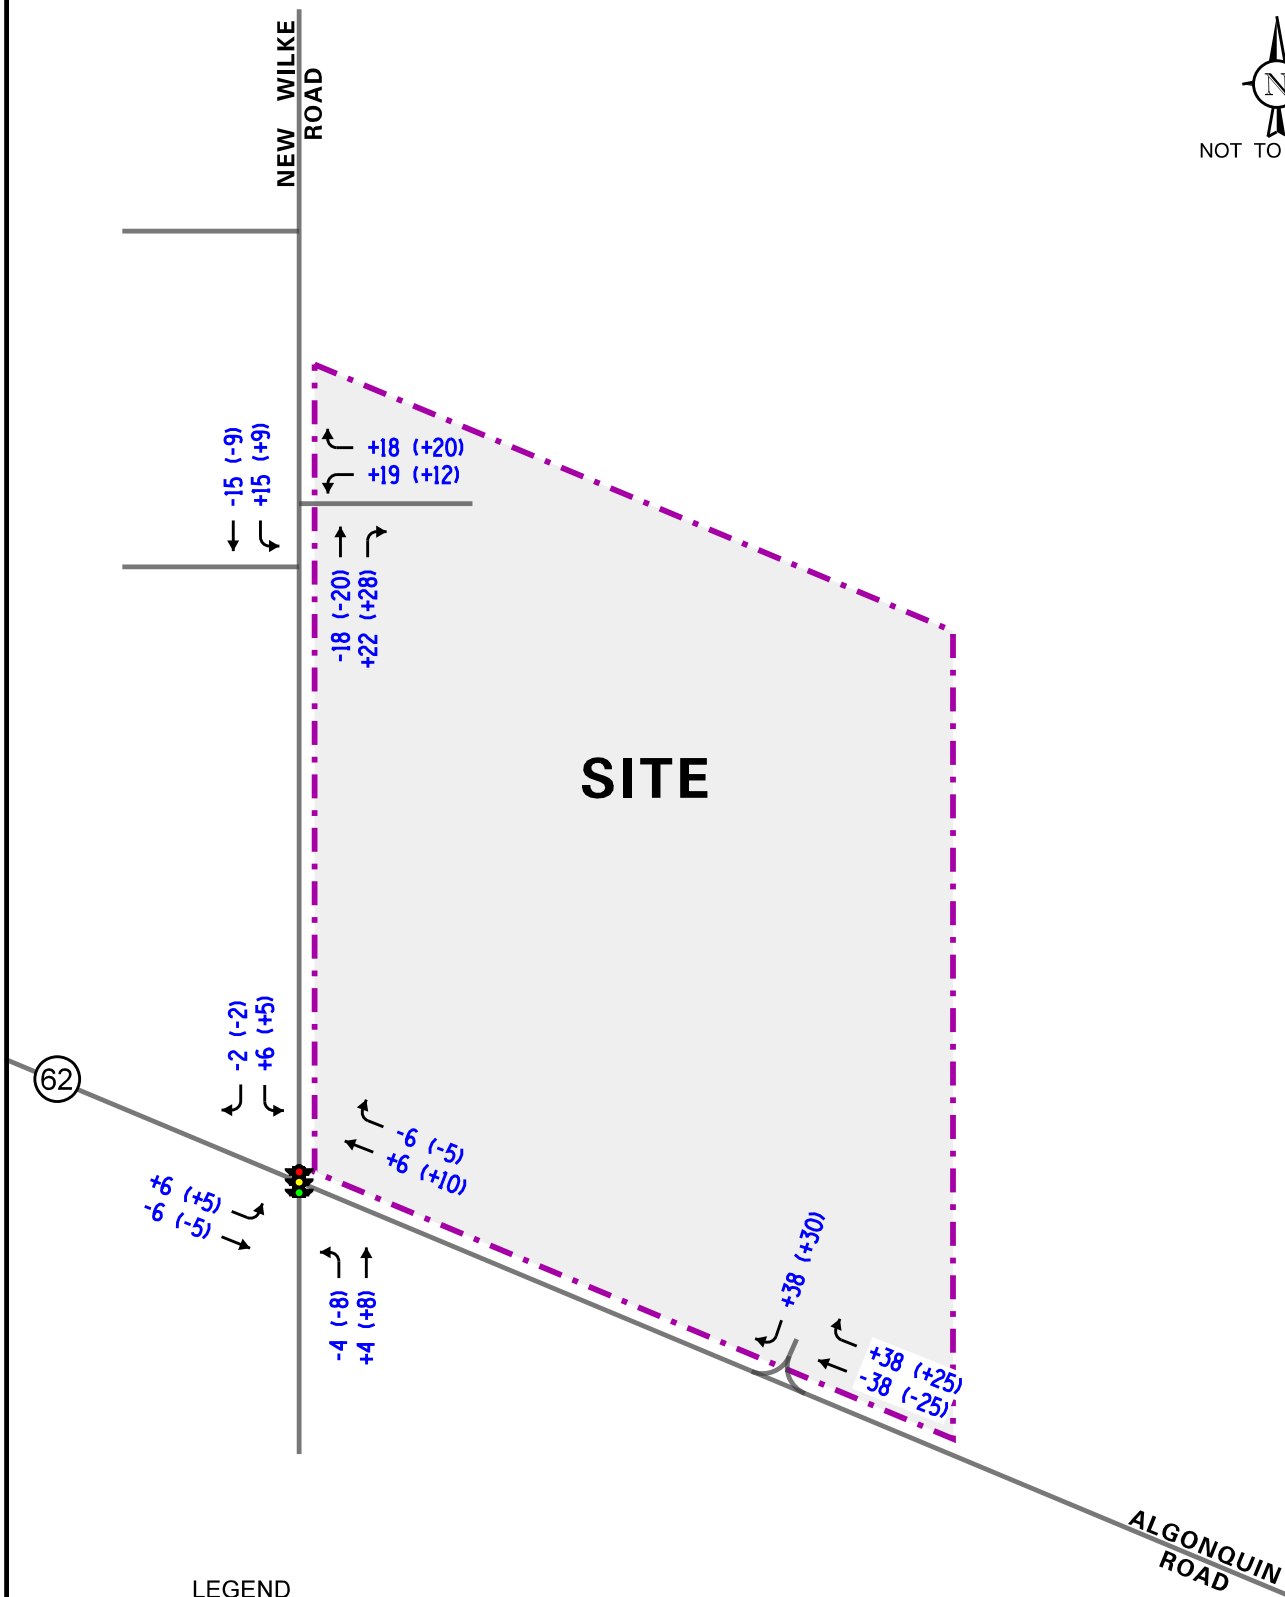 NEW WILKE
ROAD
N
NOT TO
-15 (-9)
+15 (+9)
+18 (+20)
+19 (+12)
-18 (-20)
+22 (+28)
SITE
-2 (-2)
+6 (+5)
62
-6 (-5)
+6 (+10)
+6 (+5)
-6 (-5)
-4 (-8)
+4 (+8)
+38 (+30)
+38 (+25)
-38 (-25)
ALGONQUIN
ROAD
LEGEND